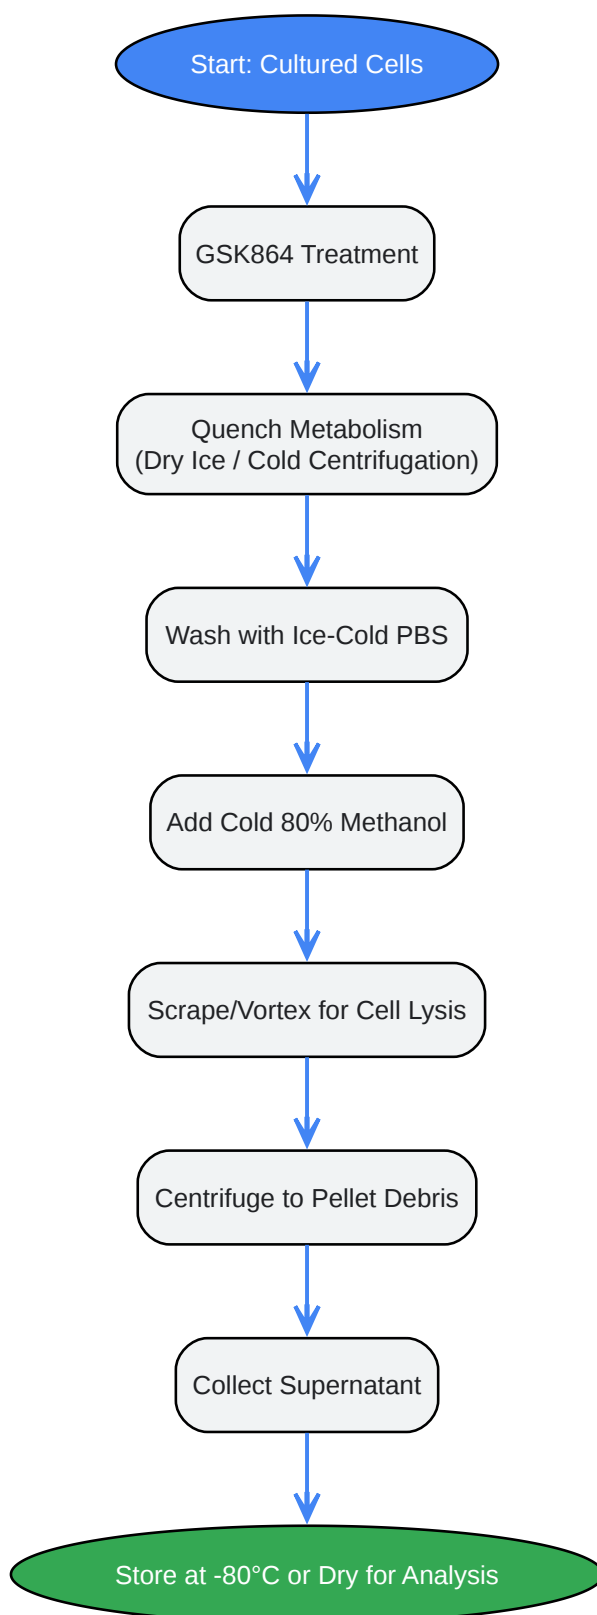 Start: Cultured Cells
GSK864 Treatment
Quench Metabolism
(Dry Ice / Cold Centrifugation)
Wash with Ice-Cold PBS
Add Cold 80% Methanol
Scrape/Vortex for Cell Lysis
Centrifuge to Pellet Debris
Collect Supernatant
Store at -80°C or Dry for Analysis